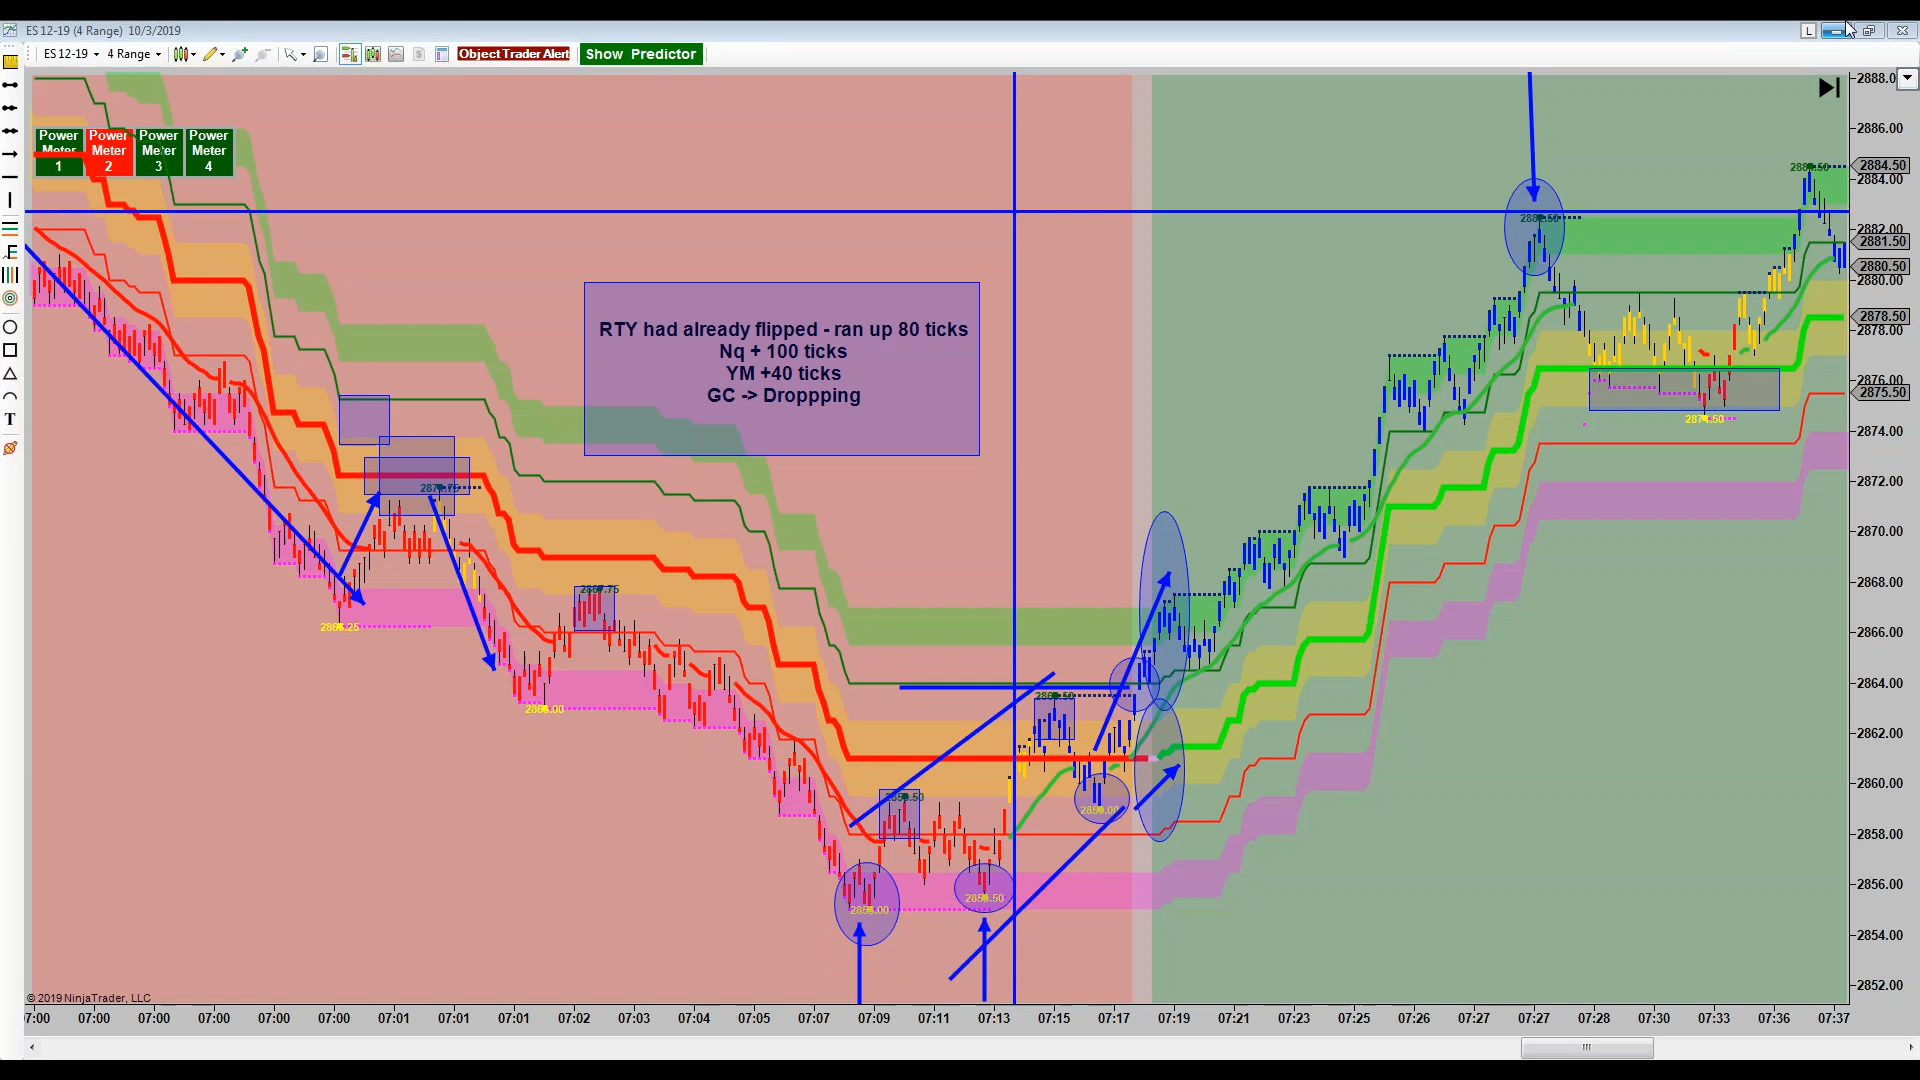 ES 12-19 (4 Range) 10/3/2019
L
ES 12-19
4 Range
Object Trader Alert
Show Predictor
Power Meter 1
Power Meter 2
Power Meter 3
Power Meter 4
RTY had already flipped - ran up 80 ticks
Nq + 100 ticks
YM +40 ticks
GC -> Droppping
2867.75
2863.00
2874.50
2888.0
2886.00
2884.50
2884.00
2882.00
2881.50
2880.50
2880.00
2878.50
2878.00
2876.00
2875.50
2874.00
2872.00
2870.00
2868.00
2866.00
2864.00
2862.00
2860.00
2858.00
2856.00
2854.00
2852.00
© 2019 NinjaTrader, LLC
07:00 07:00 07:00 07:00 07:00 07:00 07:01 07:01 07:01 07:02 07:03 07:04 07:05 07:07 07:09 07:11 07:13 07:15 07:17 07:19 07:21 07:23 07:25 07:26 07:27 07:27 07:28 07:30 07:33 07:36 07:37